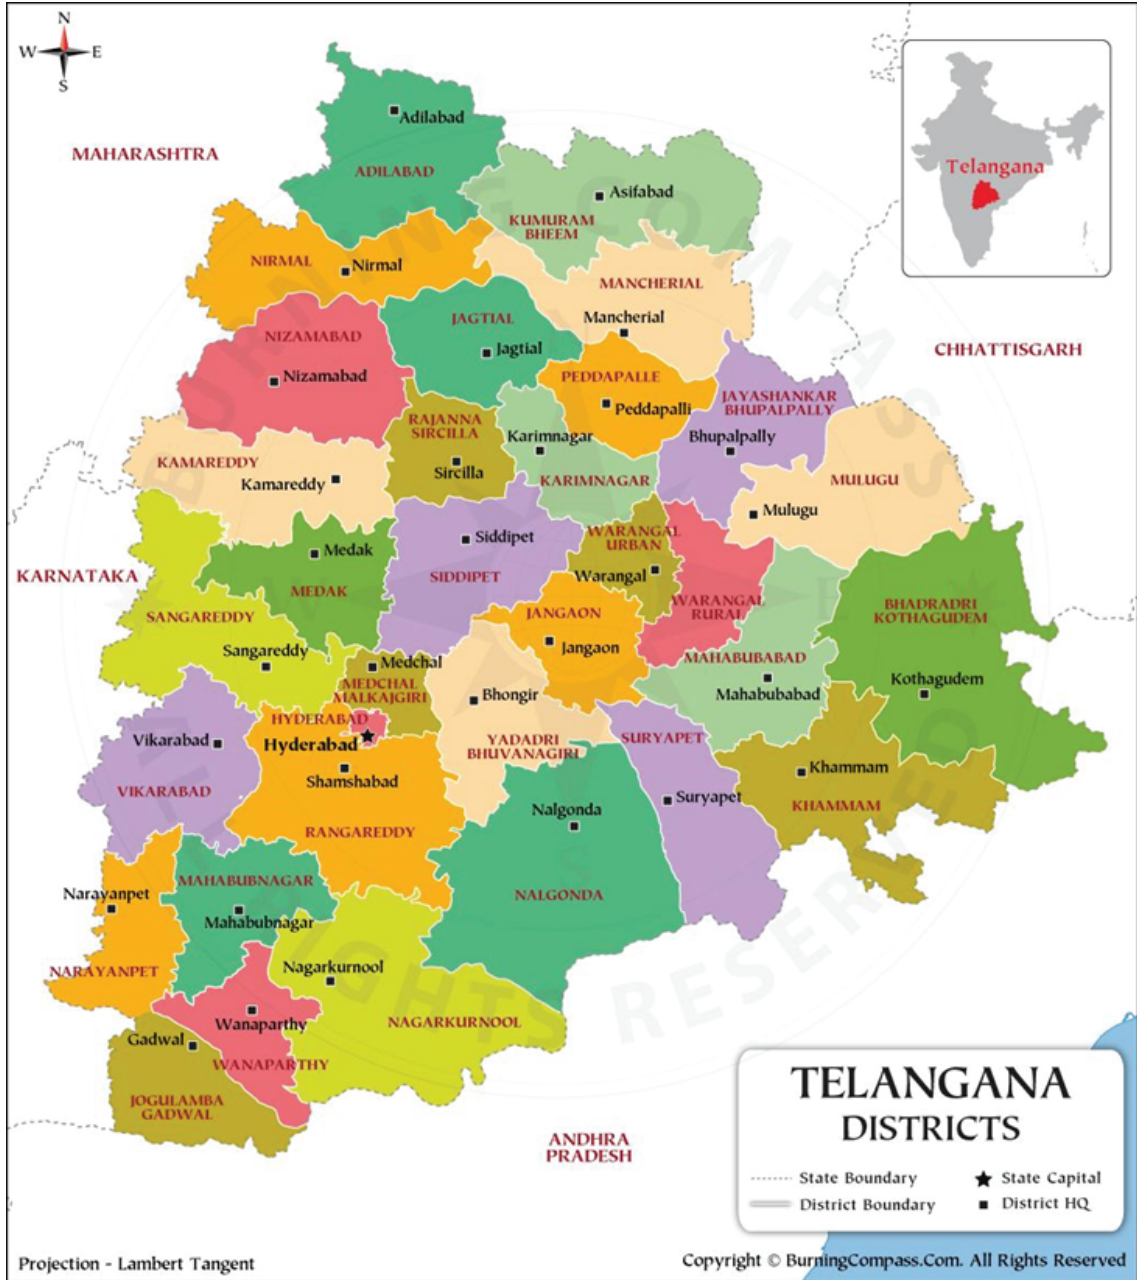 N
W E
S
MAHARASHTRA
Adilabad
ADILABAD
Asifabad
KUMURAM
BHEEM
Telangana
NIRMAL
Nirmal
MANCHERIAL
Mancherial
NIZAMABAD
Nizamabad
JAGTIAL
Jagtial
CHHATTISGARH
PEDDAPALLE
Peddapalli
JAYASHANKAR
BHUPALPALLY
Bhupalpally
RAJANNA
SIRCILLA
Sircilla
Karimnagar
KARIMNAGAR
KAMAREDDY
Kamareddy
MULUGU
Mulugu
Siddipet
SIDDIPET
WARANGAL
URBAN
Warangal
Medak
MEDAK
KARNATAKA
WARANGAL
RURAL
BHADRADRI
KOTHAGUDEM
Kothagudem
SANGAREDDY
Sangareddy
JANGAON
Jangaon
MAHABUBABAD
Mahabubabad
Medchal
MEDCHAL
MALKAJGIRI
Bhongir
YADADRI
BHUVANAGIRI
HYDERABAD
Hyderabad
Shamshabad
RANGAREDDY
Vikarabad
VIKARABAD
SURYAPET
Suryapet
Khammam
KHAMMAM
Nalgonda
NALGONDA
Narayanpet
NARAYANPET
MAHABUBNAGAR
Mahabubnagar
Nagarkurnool
NAGARKURNOOL
Wanaparthy
WANAPARTHY
Gadwal
JOGULAMBA
GADWAL
ANDHRA
PRADESH
TELANGANA
DISTRICTS
State Boundary
State Capital
District Boundary
District HQ
Projection - Lambert Tangent
Copyright © BurningCompass.Com. All Rights Reserved
BURNING COMPASS
RIGHTS RESERVED